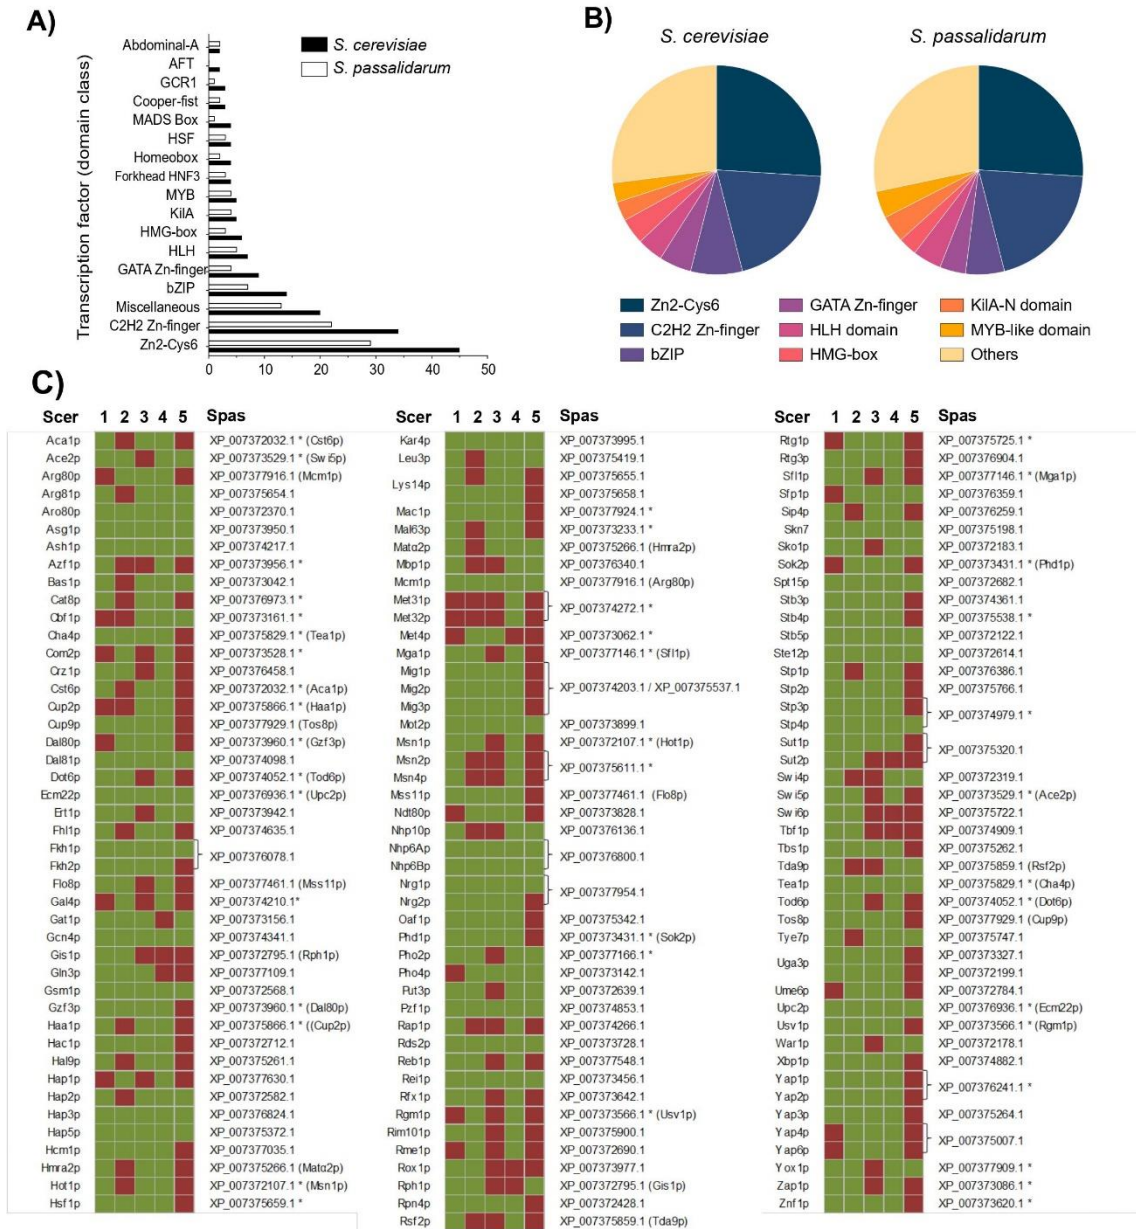 A)
Transcription factor (domain class)
Abdominal-A
AFT
GCR1
Cooper-fist
MADS Box
HSF
Homeobox
Forkhead HNF3
MYB
KilA
HMG-box
HLH
GATA Zn-finger
bZIP
Miscellaneous
C2H2 Zn-finger
Zn2-Cys6
S. cerevisiae
S. passalidarum
0 10 20 30 40 50
B)
S. cerevisiae S. passalidarum
Zn2-Cys6 GATA Zn-finger KilA-N domain
C2H2 Zn-finger HLH domain MYB-like domain
bZIP HMG-box Others
C)
Scer 1 2 3 4 5 Spas
Aca1p XP_007372032.1 * (Cst6p)
Ace2p XP_007373529.1 * (Swi5p)
Arg80p XP_007377916.1 (Mcm1p)
Arg81p XP_007375654.1
Aro80p XP_007372370.1
Asg1p XP_007373950.1
Ash1p XP_007374217.1
Azf1p XP_007373956.1 *
Bas1p XP_007373042.1
Cat8p XP_007376973.1 *
Cbf1p XP_007373161.1 *
Cha4p XP_007375829.1 * (Tea1p)
Com2p XP_007373528.1 *
Crz1p XP_007376458.1
Cst6p XP_007372032.1 * (Aca1p)
Cup2p XP_007375866.1 * (Haa1p)
Cup9p XP_007377929.1 (Tos8p)
Dal80p XP_007373960.1 * (Gzf3p)
Dal81p XP_007374098.1
Dot6p XP_007374052.1 * (Tod6p)
Ecm22p XP_007376936.1 * (Upc2p)
Ert1p XP_007373942.1
Fhl1p XP_007374635.1
Fkh1p
XP_007376078.1
Fkh2p
Flo8p XP_007377461.1 (Mss11p)
Gal4p XP_007374210.1*
Gat1p XP_007373156.1
Gcn4p XP_007374341.1
Gis1p XP_007372795.1 (Rph1p)
Gln3p XP_007377109.1
Gsm1p XP_007372568.1
Gzf3p XP_007373960.1 * (Dal80p)
Haa1p XP_007375866.1 * ((Cup2p)
Hac1p XP_007372712.1
Hal9p XP_007375261.1
Hap1p XP_007377630.1
Hap2p XP_007372582.1
Hap3p XP_007376824.1
Hap5p XP_007375372.1
Hcm1p XP_007377035.1
Hmra2p XP_007375266.1 (Matα2p)
Hot1p XP_007372107.1 * (Msn1p)
Hsf1p XP_007375659.1 *
Scer 1 2 3 4 5 Spas
Kar4p XP_007373995.1
Leu3p XP_007375419.1
XP_007375655.1
Lys14p
XP_007375658.1
Mac1p XP_007377924.1 *
Mal63p XP_007373233.1 *
Matα2p XP_007375266.1 (Hmra2p)
Mbp1p XP_007376340.1
Mcm1p XP_007377916.1 (Arg80p)
Met31p
XP_007374272.1 *
Met32p
Met4p XP_007373062.1 *
Mga1p XP_007377146.1 * (Sfl1p)
Mig1p
Mig2p XP_007374203.1 / XP_007375537.1
Mig3p
Mot2p XP_007373899.1
Msn1p XP_007372107.1 * (Hot1p)
Msn2p
XP_007375611.1 *
Msn4p
Mss11p XP_007377461.1 (Flo8p)
Ndt80p XP_007373828.1
Nhp10p XP_007376136.1
Nhp6Ap
XP_007376800.1
Nhp6Bp
Nrg1p
XP_007377954.1
Nrg2p
Oaf1p XP_007375342.1
Phd1p XP_007373431.1 * (Sok2p)
Pho2p XP_007377166.1 *
Pho4p XP_007373142.1
Put3p XP_007372639.1
Pzf1p XP_007374853.1
Rap1p XP_007374266.1
Rds2p XP_007373728.1
Reb1p XP_007377548.1
Rei1p XP_007373456.1
Rfx1p XP_007373642.1
Rgm1p XP_007373566.1 * (Usv1p)
Rim101p XP_007375900.1
Rme1p XP_007372690.1
Rox1p XP_007373977.1
Rph1p XP_007372795.1 (Gis1p)
Rpn4p XP_007372428.1
Rsf2p XP_007375859.1 (Tda9p)
Scer 1 2 3 4 5 Spas
Rtg1p XP_007375725.1 *
Rtg3p XP_007376904.1
Sfl1p XP_007377146.1 * (Mga1p)
Sfp1p XP_007376359.1
Sip4p XP_007376259.1
Skn7 XP_007375198.1
Sko1p XP_007372183.1
Sok2p XP_007373431.1 * (Phd1p)
Spt15p XP_007372682.1
Stb3p XP_007374361.1
Stb4p XP_007375538.1 *
Stb5p XP_007372122.1
Ste12p XP_007372614.1
Stp1p XP_007376386.1
Stp2p XP_007375766.1
Stp3p
XP_007374979.1 *
Stp4p
Sut1p
XP_007375320.1
Sut2p
Swi4p XP_007372319.1
Swi5p XP_007373529.1 * (Ace2p)
Swi6p XP_007375722.1
Tbf1p XP_007374909.1
Tbs1p XP_007375262.1
Tda9p XP_007375859.1 (Rsf2p)
Tea1p XP_007375829.1 * (Cha4p)
Tod6p XP_007374052.1 * (Dot6p)
Tos8p XP_007377929.1 (Cup9p)
Tye7p XP_007375747.1
XP_007373327.1
Uga3p
XP_007372199.1
Ume6p XP_007372784.1
Upc2p XP_007376936.1 * (Ecm22p)
Usv1p XP_007373566.1 * (Rgm1p)
War1p XP_007372178.1
Xbp1p XP_007374882.1
Yap1p
XP_007376241.1 *
Yap2p
Yap3p XP_007375264.1
Yap4p
XP_007375007.1
Yap6p
Yox1p XP_007377909.1 *
Zap1p XP_007373086.1 *
Znf1p XP_007373620.1 *